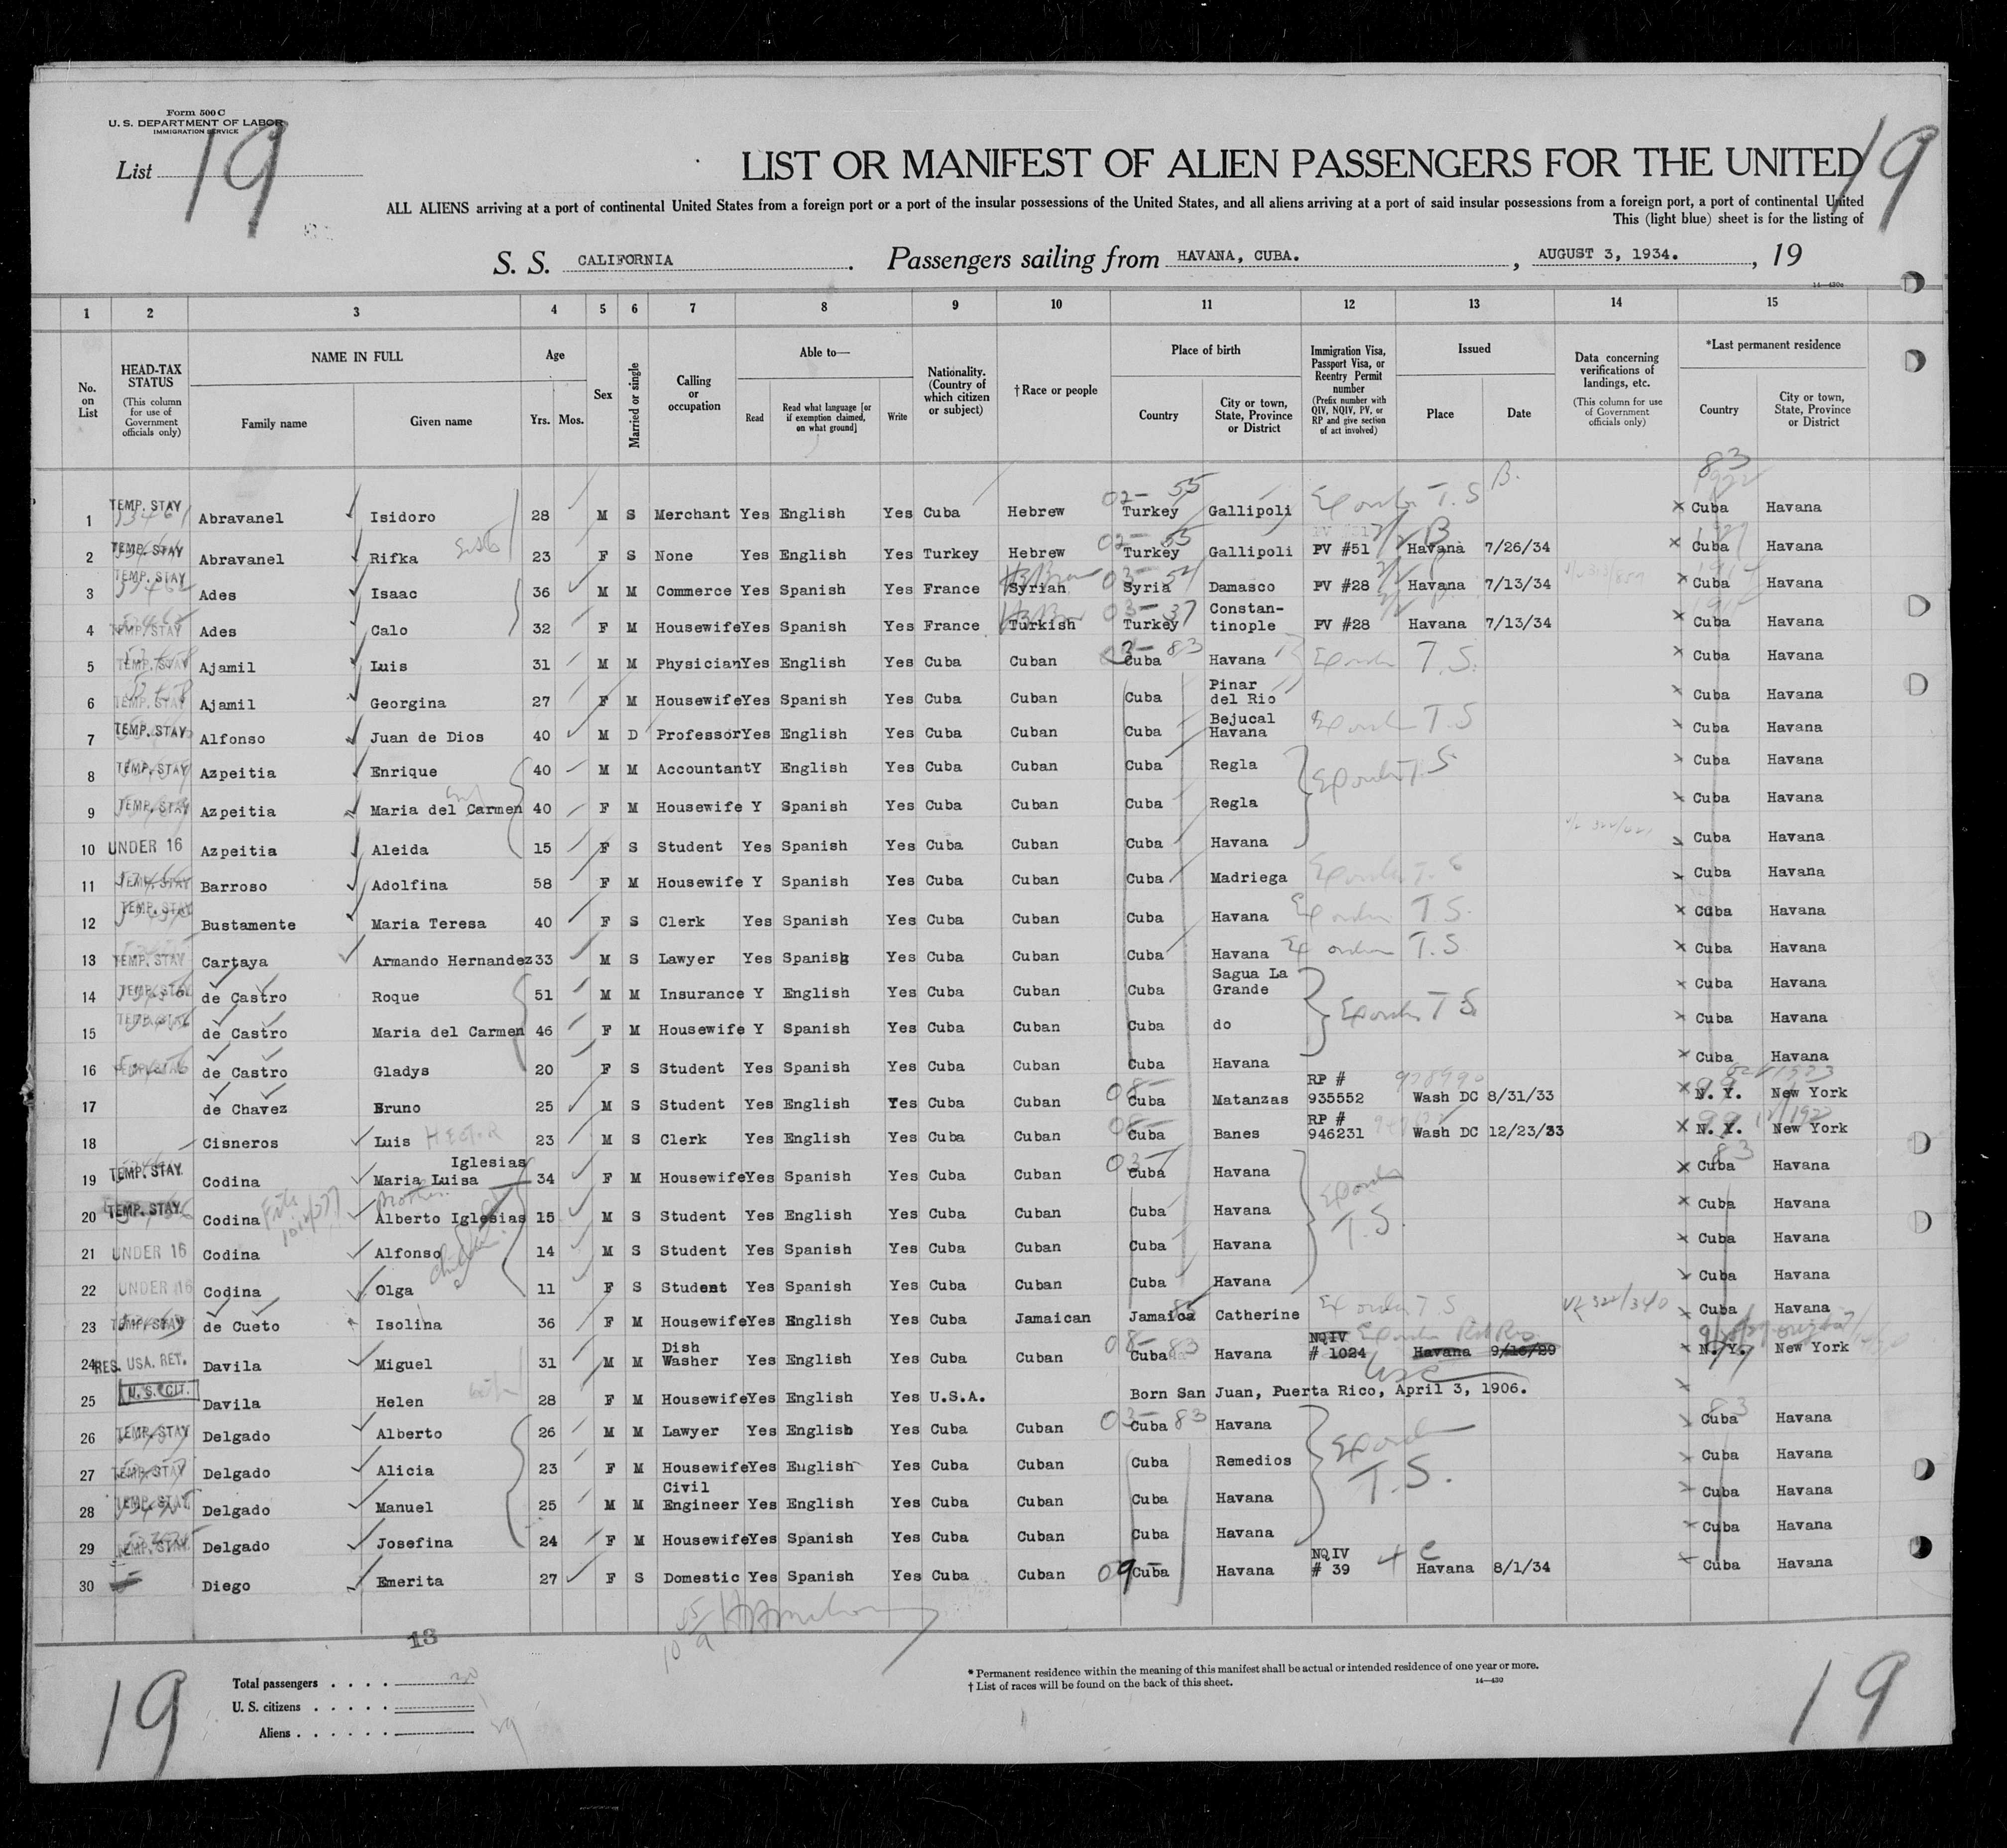 Form 500 C
U. S. DEPARTMENT OF LABOR
IMMIGRATION SERVICE
List 19
19
LIST OR MANIFEST OF ALIEN PASSENGERS FOR THE UNITED
ALL ALIENS arriving at a port of continental United States from a foreign port or a port of the insular possessions of the United States, and all aliens arriving at a port of said insular possessions from a foreign port, a port of continental United
This (light blue) sheet is for the listing of
S. S. CALIFORNIA. Passengers sailing from HAVANA, CUBA., AUGUST 3, 1934., 19
14—430c
1 2 3 4 5 6 7 8 9 10 11 12 13 14 15
No. on List
HEAD-TAX STATUS (This column for use of Government officials only)
NAME IN FULL Family name Given name
Age Yrs. Mos.
Sex
Married or single
Calling or occupation
Able to— Read Read what language [or if exemption claimed, on what ground] Write
Nationality. (Country of which citizen or subject)
† Race or people
Place of birth Country City or town, State, Province or District
Immigration Visa, Passport Visa, or Reentry Permit number (Prefix number with QIV, NQIV, PV, or RP and give section of act involved)
Issued Place Date
Data concerning verifications of landings, etc. (This column for use of Government officials only)
*Last permanent residence Country City or town, State, Province or District
1 TEMP. STAY Abravanel Isidoro 28 M S Merchant Yes English Yes Cuba Hebrew Turkey Gallipoli Cuba Havana
2 TEMP. STAY Abravanel Rifka 23 F S None Yes English Yes Turkey Hebrew Turkey Gallipoli PV #51 Havana 7/26/34 Cuba Havana
3 TEMP. STAY Ades Isaac 36 M M Commerce Yes Spanish Yes France Syrian Syria Damasco PV #28 Havana 7/13/34 Cuba Havana
4 TEMP. STAY Ades Calo 32 F M Housewife Yes Spanish Yes France Turkish Turkey Constan-tinople PV #28 Havana 7/13/34 Cuba Havana
5 TEMP. STAY Ajamil Luis 31 M M Physician Yes English Yes Cuba Cuban Cuba Havana T. S. Cuba Havana
6 TEMP. STAY Ajamil Georgina 27 F M Housewife Yes Spanish Yes Cuba Cuban Cuba Pinar del Rio Cuba Havana
7 TEMP. STAY Alfonso Juan de Dios 40 M D Professor Yes English Yes Cuba Cuban Cuba Bejucal Havana T. S Cuba Havana
8 TEMP. STAY Azpeitia Enrique 40 M M Accountant Y English Yes Cuba Cuban Cuba Regla T. S Cuba Havana
9 TEMP. STAY Azpeitia Maria del Carmen 40 F M Housewife Y Spanish Yes Cuba Cuban Cuba Regla Cuba Havana
10 UNDER 16 Azpeitia Aleida 15 F S Student Yes Spanish Yes Cuba Cuban Cuba Havana Cuba Havana
11 TEMP. STAY Barroso Adolfina 58 F M Housewife Y Spanish Yes Cuba Cuban Cuba Madriega Cuba Havana
12 TEMP. STAY Bustamente Maria Teresa 40 F S Clerk Yes Spanish Yes Cuba Cuban Cuba Havana T. S. Cuba Havana
13 TEMP. STAY Cartaya Armando Hernandez 33 M S Lawyer Yes Spanish Yes Cuba Cuban Cuba Havana T. S. Cuba Havana
14 TEMP. STAY de Castro Roque 51 M M Insurance Y English Yes Cuba Cuban Cuba Sagua La Grande Cuba Havana
15 TEMP. STAY de Castro Maria del Carmen 46 F M Housewife Y Spanish Yes Cuba Cuban Cuba do T S. Cuba Havana
16 TEMP. STAY de Castro Gladys 20 F S Student Yes Spanish Yes Cuba Cuban Cuba Havana Cuba Havana
17 de Chavez Bruno 25 M S Student Yes English Yes Cuba Cuban Cuba Matanzas RP # 935552 Wash DC 8/31/33 N. Y. New York
18 Cisneros Luis HECTOR 23 M S Clerk Yes English Yes Cuba Cuban Cuba Banes RP # 946231 Wash DC 12/23/33 N. Y. New York
19 TEMP. STAY Codina Maria Luisa Iglesias 34 F M Housewife Yes Spanish Yes Cuba Cuban Cuba Havana Cuba Havana
20 TEMP. STAY Codina Alberto Iglesias 15 M S Student Yes English Yes Cuba Cuban Cuba Havana T. S. Cuba Havana
21 UNDER 16 Codina Alfonso 14 M S Student Yes Spanish Yes Cuba Cuban Cuba Havana Cuba Havana
22 UNDER 16 Codina Olga 11 F S Student Yes Spanish Yes Cuba Cuban Cuba Havana Cuba Havana
23 TEMP. STAY de Cueto Isolina 36 F M Housewife Yes English Yes Cuba Jamaican Jamaica Catherine T S Cuba Havana
24 RES. USA. RET. Davila Miguel 31 M M Dish Washer Yes English Yes Cuba Cuban Cuba Havana NQIV # 1024 Havana 9/18/29 N. Y. New York
25 U. S. CIT. Davila Helen 28 F M Housewife Yes English Yes U.S.A. Born San Juan, Puerta Rico, April 3, 1906.
26 TEMP. STAY Delgado Alberto 26 M M Lawyer Yes English Yes Cuba Cuban Cuba Havana Cuba Havana
27 TEMP. STAY Delgado Alicia 23 F M Housewife Yes English Yes Cuba Cuban Cuba Remedios T. S. Cuba Havana
28 TEMP. STAY Delgado Manuel 25 M M Civil Engineer Yes English Yes Cuba Cuban Cuba Havana Cuba Havana
29 TEMP. STAY Delgado Josefina 24 F M Housewife Yes Spanish Yes Cuba Cuban Cuba Havana Cuba Havana
30 Diego Emerita 27 F S Domestic Yes Spanish Yes Cuba Cuban Cuba Havana NQIV # 39 Havana 8/1/34 Cuba Havana
13
Total passengers . . . . 30
U. S. citizens . . . . . 1
Aliens . . . . . . 29
* Permanent residence within the meaning of this manifest shall be actual or intended residence of one year or more.
† List of races will be found on the back of this sheet.
14—430
19
19